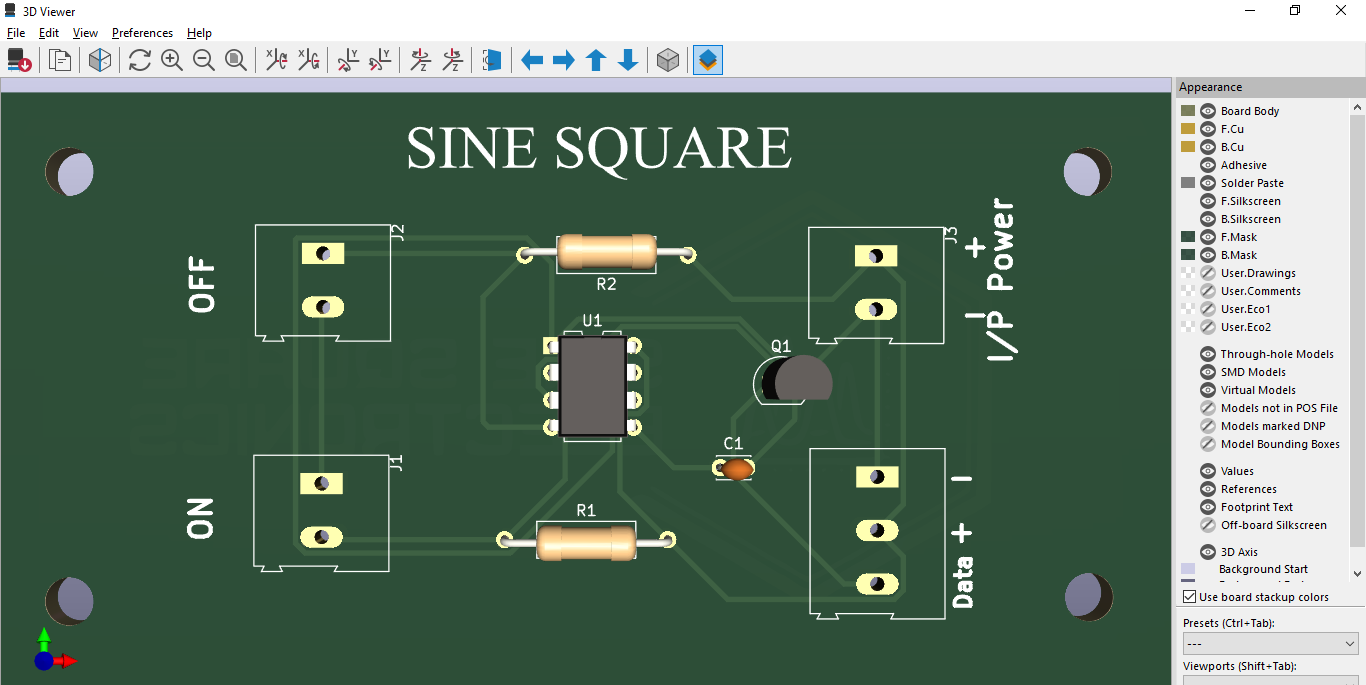 3D Viewer
File Edit View Preferences Help
Appearance
Board Body
F.Cu
B.Cu
Adhesive
Solder Paste
F.Silkscreen
B.Silkscreen
F.Mask
B.Mask
User.Drawings
User.Comments
User.Eco1
User.Eco2
Through-hole Models
SMD Models
Virtual Models
Models not in POS File
Models marked DNP
Model Bounding Boxes
Values
References
Footprint Text
Off-board Silkscreen
3D Axis
Background Start
Use board stackup colors
Presets (Ctrl+Tab):
---
Viewports (Shift+Tab):
SINE SQUARE
OFF
J2
R2
J3
I/P Power
− +
U1
Q1
C1
ON
J1
R1
−
Data +